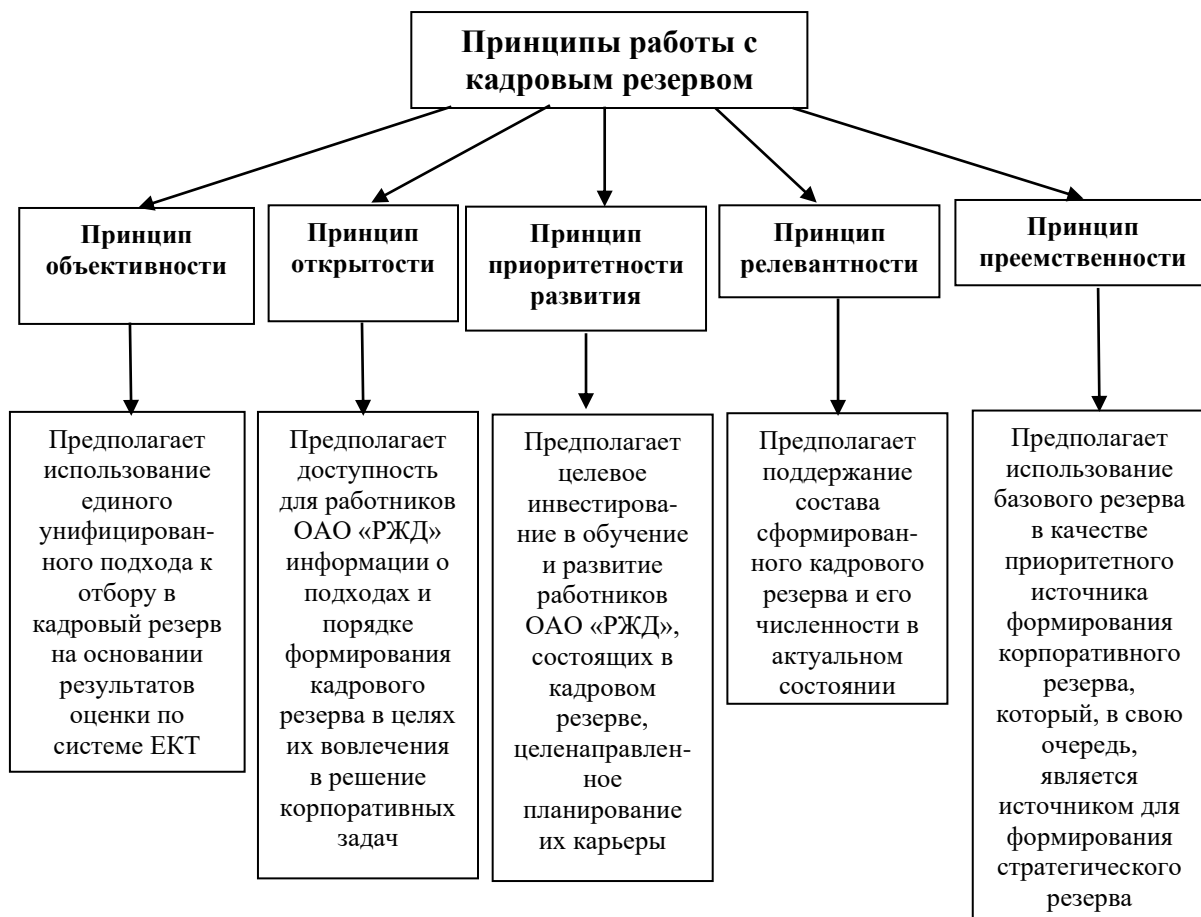 Принципы работы с
кадровым резервом
Принцип
объективности
Принцип
открытости
Принцип
приоритетности
развития
Принцип
релевантности
Принцип
преемственности
Предполагает
использование
единого
унифицирован-
ного подхода к
отбору в
кадровый резерв
на основании
результатов
оценки по
системе ЕКТ
Предполагает
доступность
для работников
ОАО «РЖД»
информации о
подходах и
порядке
формирования
кадрового
резерва в целях
их вовлечения
в решение
корпоративных
задач
Предполагает
целевое
инвестирова-
ние в обучение
и развитие
работников
ОАО «РЖД»,
состоящих в
кадровом
резерве,
целенаправлен-
ное
планирование
их карьеры
Предполагает
поддержание
состава
сформирован-
ного кадрового
резерва и его
численности в
актуальном
состоянии
Предполагает
использование
базового резерва
в качестве
приоритетного
источника
формирования
корпоративного
резерва,
который, в свою
очередь,
является
источником для
формирования
стратегического
резерва